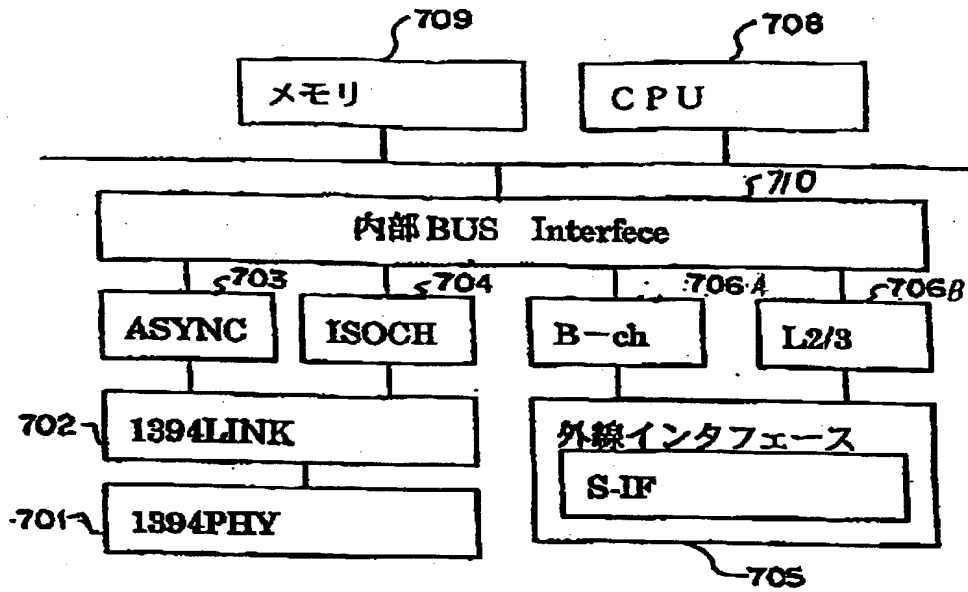 709
708
メモリ
CPU
710
内部BUS Interfece
703
704
706A
706B
ASYNC
ISOCH
B-ch
L2/3
702
1394LINK
外線インタフェース
S-IF
701
1394PHY
705